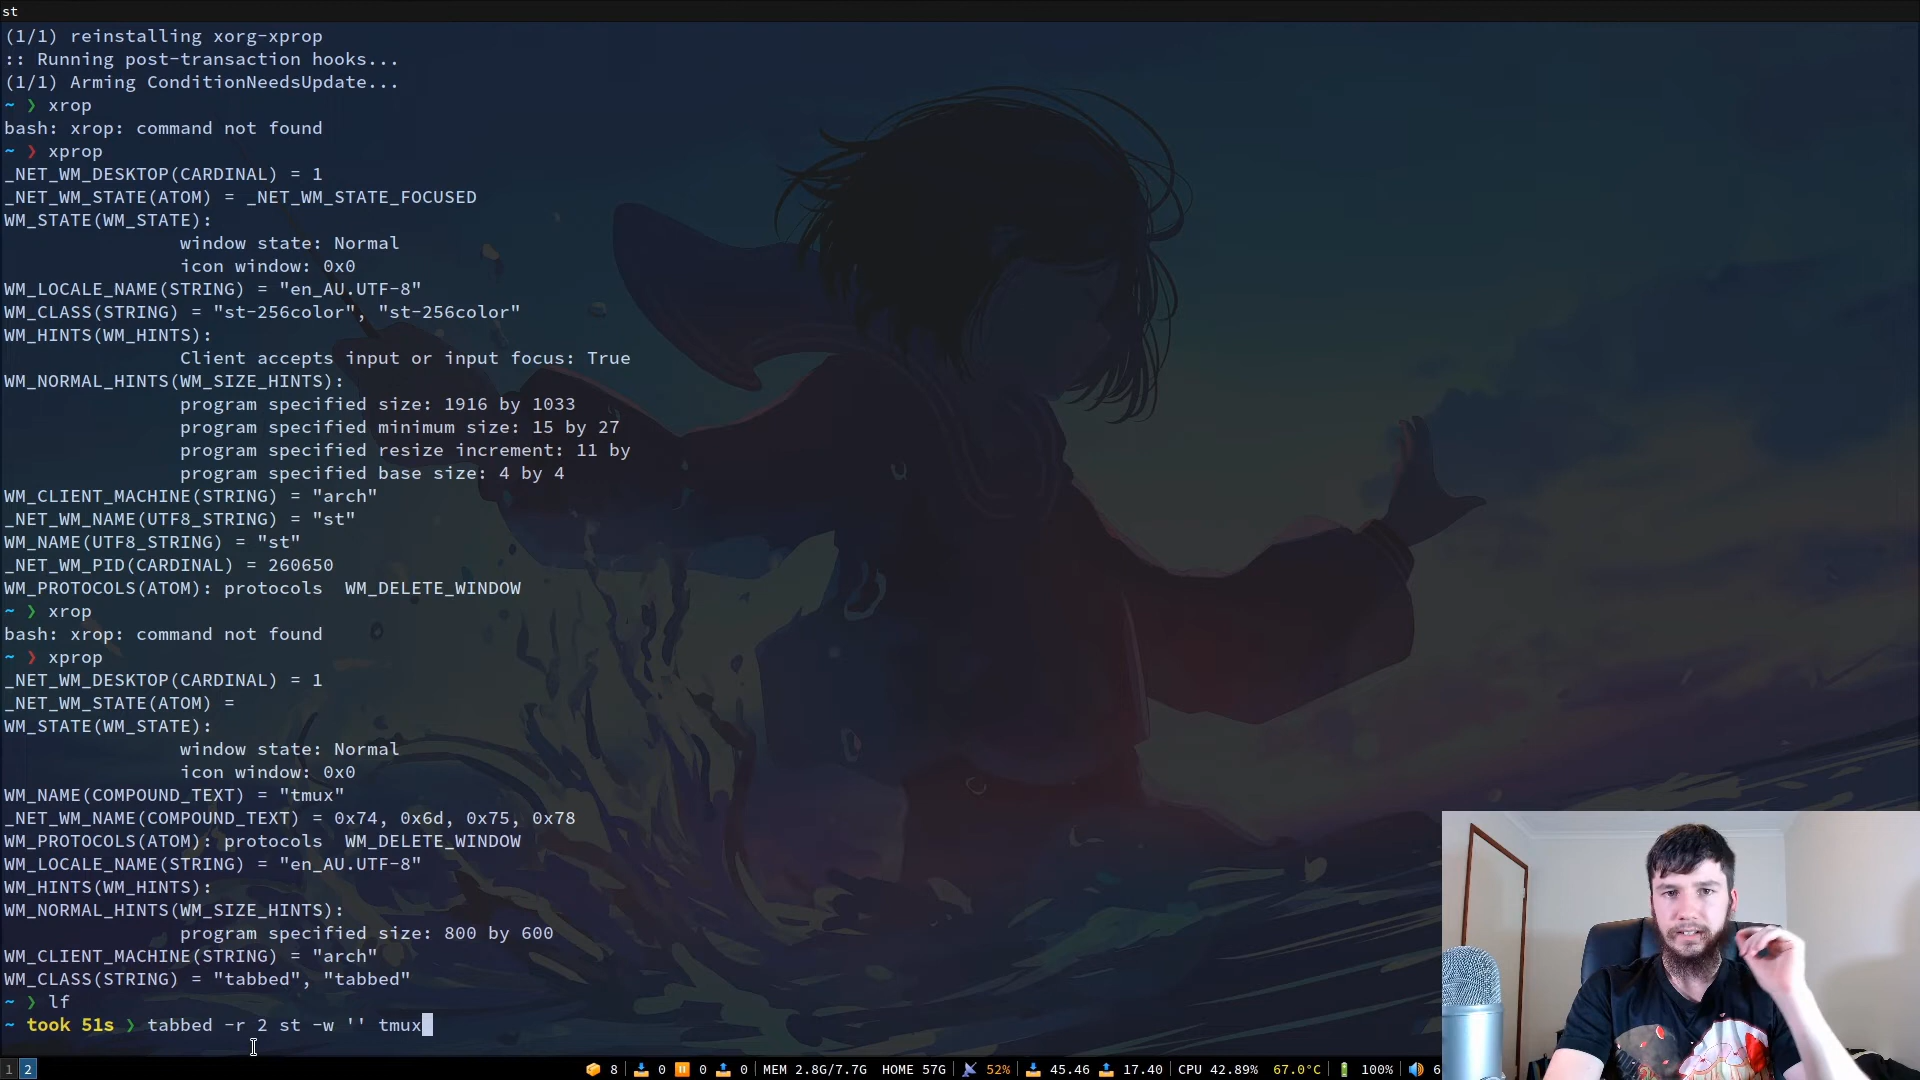 st
(1/1) reinstalling xorg-xprop
:: Running post-transaction hooks...
(1/1) Arming ConditionNeedsUpdate...
~ ❯ xrop
bash: xrop: command not found
~ ❯ xprop
_NET_WM_DESKTOP(CARDINAL) = 1
_NET_WM_STATE(ATOM) = _NET_WM_STATE_FOCUSED
WM_STATE(WM_STATE):
window state: Normal
icon window: 0x0
WM_LOCALE_NAME(STRING) = "en_AU.UTF-8"
WM_CLASS(STRING) = "st-256color", "st-256color"
WM_HINTS(WM_HINTS):
Client accepts input or input focus: True
WM_NORMAL_HINTS(WM_SIZE_HINTS):
program specified size: 1916 by 1033
program specified minimum size: 15 by 27
program specified resize increment: 11 by
program specified base size: 4 by 4
WM_CLIENT_MACHINE(STRING) = "arch"
_NET_WM_NAME(UTF8_STRING) = "st"
WM_NAME(UTF8_STRING) = "st"
_NET_WM_PID(CARDINAL) = 260650
WM_PROTOCOLS(ATOM): protocols  WM_DELETE_WINDOW
~ ❯ xrop
bash: xrop: command not found
~ ❯ xprop
_NET_WM_DESKTOP(CARDINAL) = 1
_NET_WM_STATE(ATOM) =
WM_STATE(WM_STATE):
window state: Normal
icon window: 0x0
WM_NAME(COMPOUND_TEXT) = "tmux"
_NET_WM_NAME(COMPOUND_TEXT) = 0x74, 0x6d, 0x75, 0x78
WM_PROTOCOLS(ATOM): protocols  WM_DELETE_WINDOW
WM_LOCALE_NAME(STRING) = "en_AU.UTF-8"
WM_HINTS(WM_HINTS):
WM_NORMAL_HINTS(WM_SIZE_HINTS):
program specified size: 800 by 600
WM_CLIENT_MACHINE(STRING) = "arch"
WM_CLASS(STRING) = "tabbed", "tabbed"
~ ❯ lf
~ took 51s ❯ tabbed -r 2 st -w '' tmux
1 2 8 | 0 0 0 | MEM 2.8G/7.7G HOME 57G | 52% | 45.46 17.40 | CPU 42.89% 67.0°C | 100% | 6